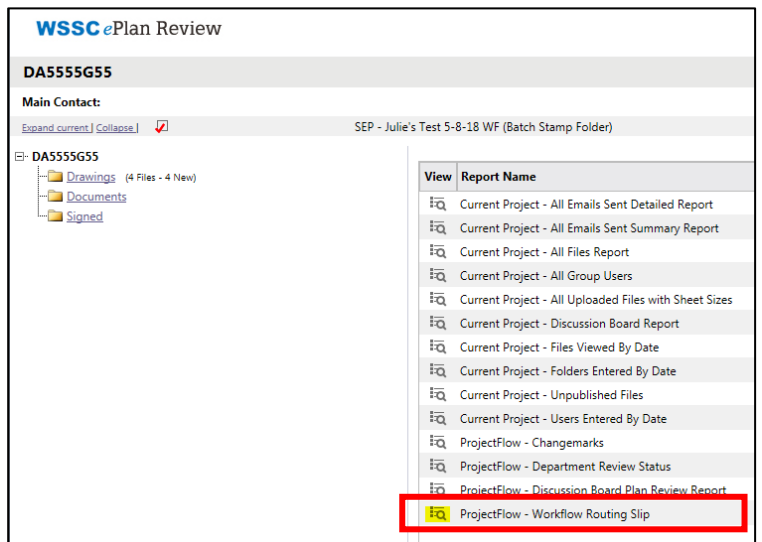 WSSC ePlan Review
DA5555G55
Main Contact:
Expand current | Collapse |
SEP - Julie's Test 5-8-18 WF (Batch Stamp Folder)
DA5555G55
Drawings (4 Files - 4 New)
Documents
Signed
View Report Name
Current Project - All Emails Sent Detailed Report
Current Project - All Emails Sent Summary Report
Current Project - All Files Report
Current Project - All Group Users
Current Project - All Uploaded Files with Sheet Sizes
Current Project - Discussion Board Report
Current Project - Files Viewed By Date
Current Project - Folders Entered By Date
Current Project - Unpublished Files
Current Project - Users Entered By Date
ProjectFlow - Changemarks
ProjectFlow - Department Review Status
ProjectFlow - Discussion Board Plan Review Report
ProjectFlow - Workflow Routing Slip